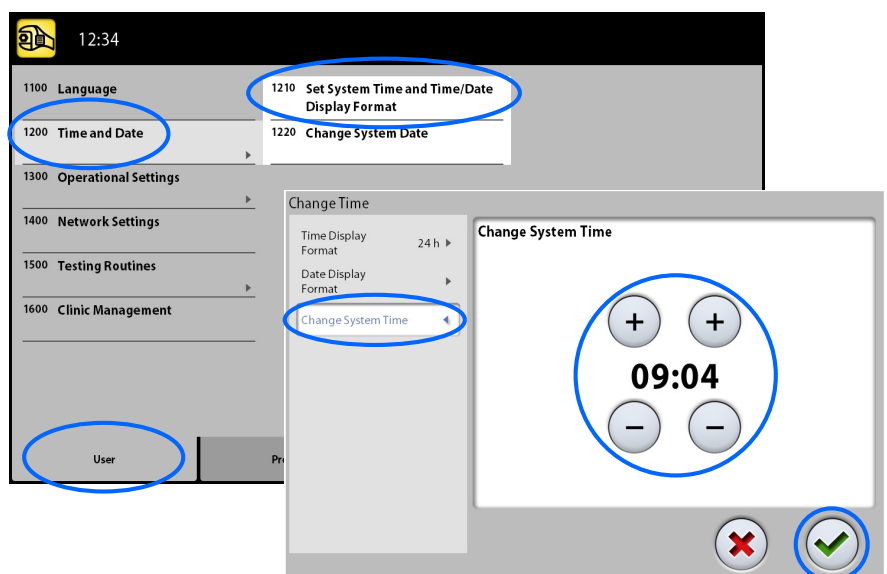 12:34
1100 Language
1200 Time and Date
1300 Operational Settings
1400 Network Settings
1500 Testing Routines
1600 Clinic Management
1210 Set System Time and Time/Date
Display Format
1220 Change System Date
User
Change Time
Time Display
Format
24 h
Date Display
Format
Change System Time
Change System Time
+ +
09:04
− −